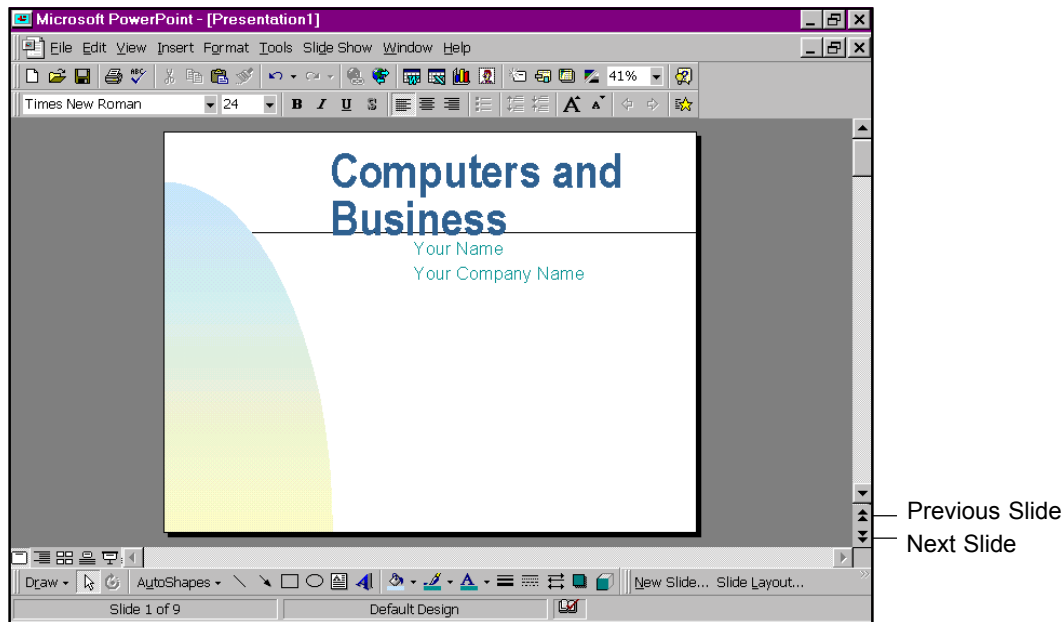 Microsoft PowerPoint - [Presentation1]
File Edit View Insert Format Tools Slide Show Window Help
41%
Times New Roman 24 B I U S A A
Computers and
Business
Your Name
Your Company Name
Previous Slide
Next Slide
Draw AutoShapes A A New Slide... Slide Layout...
Slide 1 of 9 Default Design